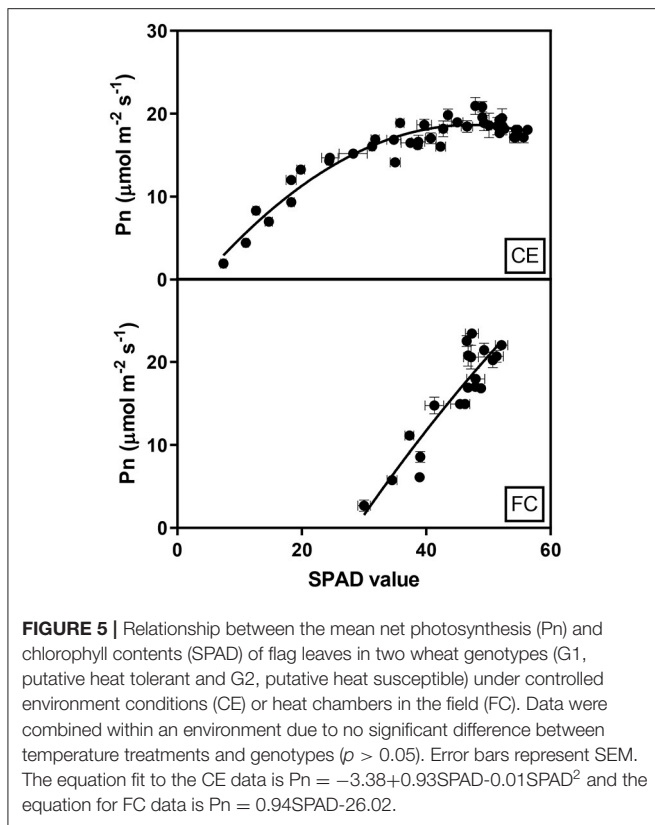 30
20
10
0
Pn (μmol m⁻² s⁻¹)
CE
20
10
0
Pn (μmol m⁻² s⁻¹)
FC
0 20 40 60
SPAD value
FIGURE 5 | Relationship between the mean net photosynthesis (Pn) and
chlorophyll contents (SPAD) of flag leaves in two wheat genotypes (G1,
putative heat tolerant and G2, putative heat susceptible) under controlled
environment conditions (CE) or heat chambers in the field (FC). Data were
combined within an environment due to no significant difference between
temperature treatments and genotypes (p > 0.05). Error bars represent SEM.
The equation fit to the CE data is Pn = −3.38+0.93SPAD-0.01SPAD² and the
equation for FC data is Pn = 0.94SPAD-26.02.